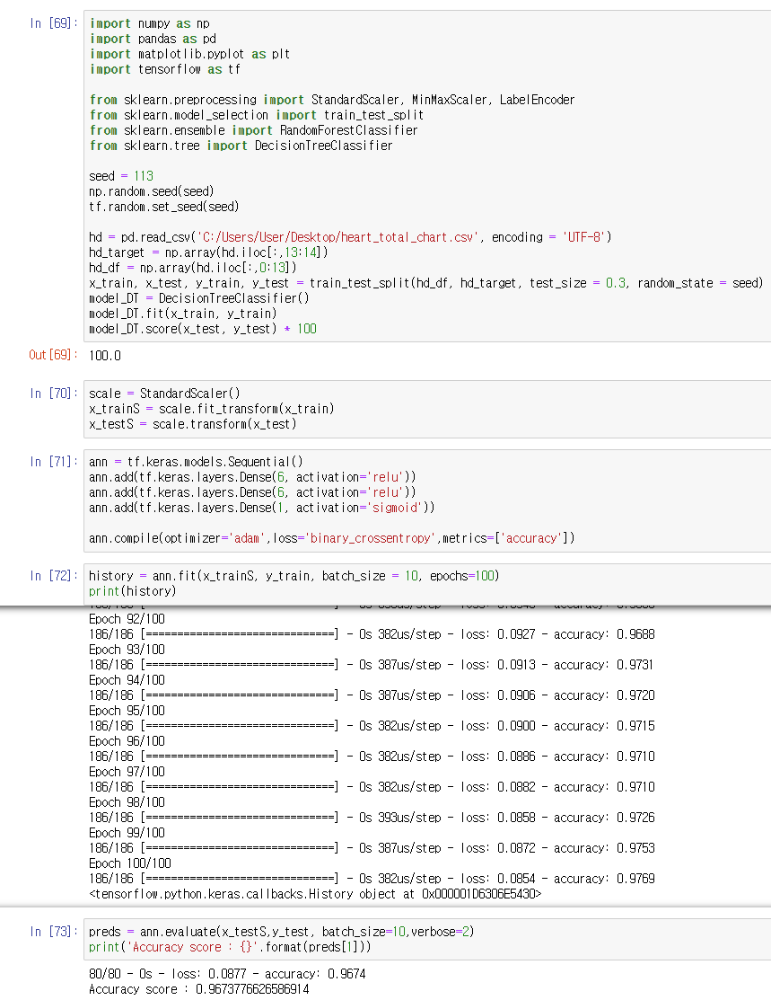 In [69]: import numpy as np
import pandas as pd
import matplotlib.pyplot as plt
import tensorflow as tf
from sklearn.preprocessing import StandardScaler, MinMaxScaler, LabelEncoder
from sklearn.model_selection import train_test_split
from sklearn.ensemble import RandomForestClassifier
from sklearn.tree import DecisionTreeClassifier
seed = 113
np.random.seed(seed)
tf.random.set_seed(seed)
hd = pd.read_csv('C:/Users/User/Desktop/heart_total_chart.csv', encoding = 'UTF-8')
hd_target = np.array(hd.iloc[:,13:14])
hd_df = np.array(hd.iloc[:,0:13])
x_train, x_test, y_train, y_test = train_test_split(hd_df, hd_target, test_size = 0.3, random_state = seed)
model_DT = DecisionTreeClassifier()
model_DT.fit(x_train, y_train)
model_DT.score(x_test, y_test) * 100
Out[69]: 100.0
In [70]: scale = StandardScaler()
x_trainS = scale.fit_transform(x_train)
x_testS = scale.transform(x_test)
In [71]: ann = tf.keras.models.Sequential()
ann.add(tf.keras.layers.Dense(6, activation='relu'))
ann.add(tf.keras.layers.Dense(6, activation='relu'))
ann.add(tf.keras.layers.Dense(1, activation='sigmoid'))
ann.compile(optimizer='adam',loss='binary_crossentropy',metrics=['accuracy'])
In [72]: history = ann.fit(x_trainS, y_train, batch_size = 10, epochs=100)
print(history)
Epoch 92/100
186/186 [==============================] - 0s 382us/step - loss: 0.0927 - accuracy: 0.9688
Epoch 93/100
186/186 [==============================] - 0s 387us/step - loss: 0.0913 - accuracy: 0.9731
Epoch 94/100
186/186 [==============================] - 0s 387us/step - loss: 0.0906 - accuracy: 0.9720
Epoch 95/100
186/186 [==============================] - 0s 382us/step - loss: 0.0900 - accuracy: 0.9715
Epoch 96/100
186/186 [==============================] - 0s 382us/step - loss: 0.0886 - accuracy: 0.9710
Epoch 97/100
186/186 [==============================] - 0s 382us/step - loss: 0.0882 - accuracy: 0.9710
Epoch 98/100
186/186 [==============================] - 0s 393us/step - loss: 0.0858 - accuracy: 0.9726
Epoch 99/100
186/186 [==============================] - 0s 387us/step - loss: 0.0872 - accuracy: 0.9753
Epoch 100/100
186/186 [==============================] - 0s 382us/step - loss: 0.0854 - accuracy: 0.9769
<tensorflow.python.keras.callbacks.History object at 0x000001D6306E5430>
In [73]: preds = ann.evaluate(x_testS,y_test, batch_size=10,verbose=2)
print('Accuracy score : {}'.format(preds[1]))
80/80 - 0s - loss: 0.0877 - accuracy: 0.9674
Accuracy score : 0.9673776626586914